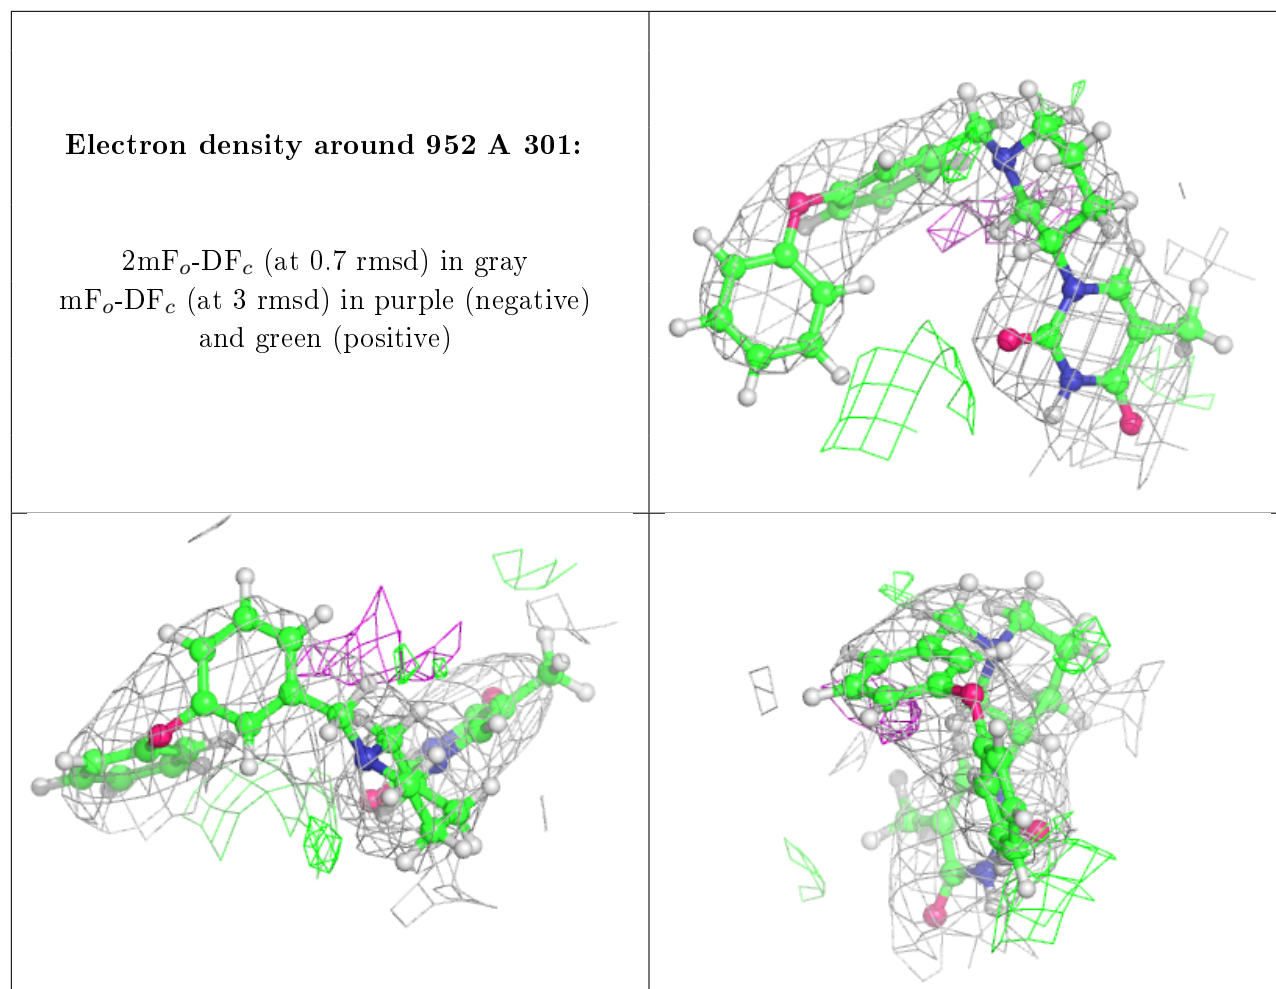 Electron density around 952 A 301:
2mFo-DFc (at 0.7 rmsd) in gray
mFo-DFc (at 3 rmsd) in purple (negative)
and green (positive)